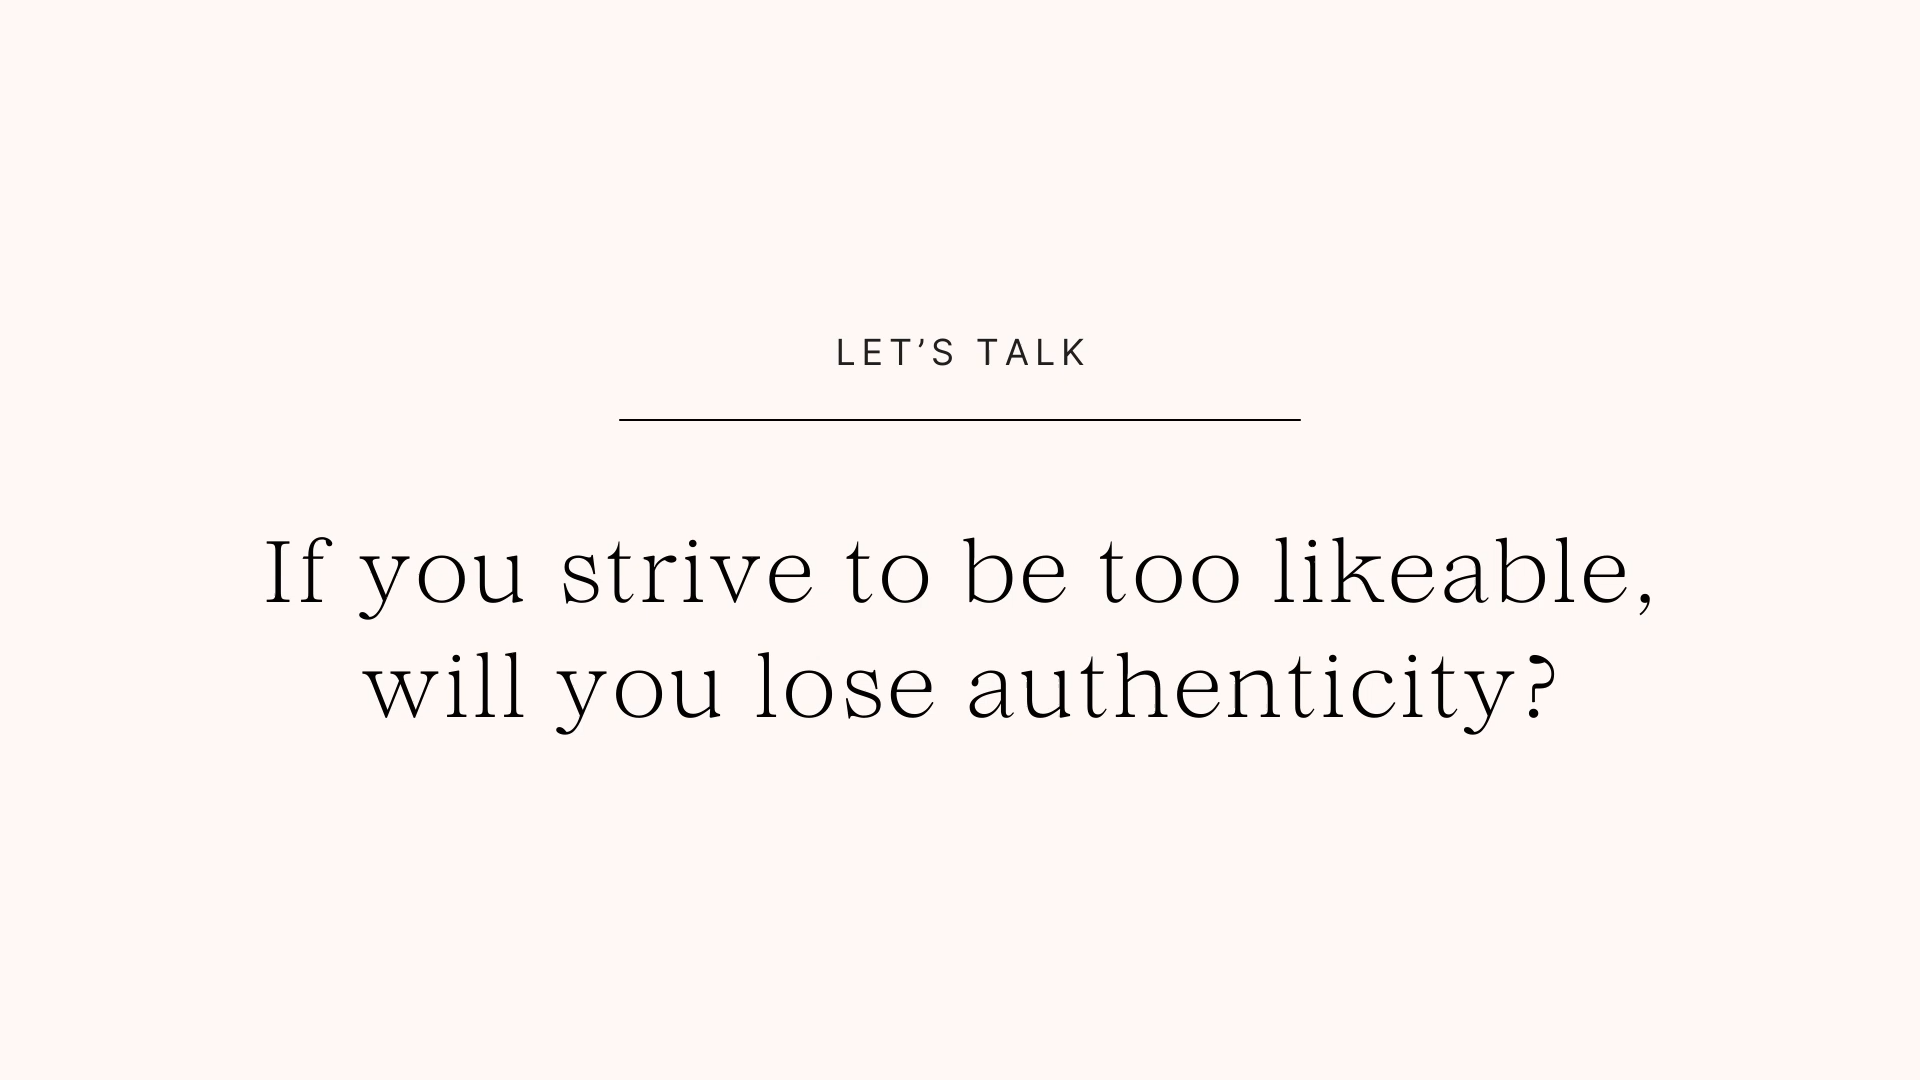 LET’S TALK
If you strive to be too likeable,
will you lose authenticity?